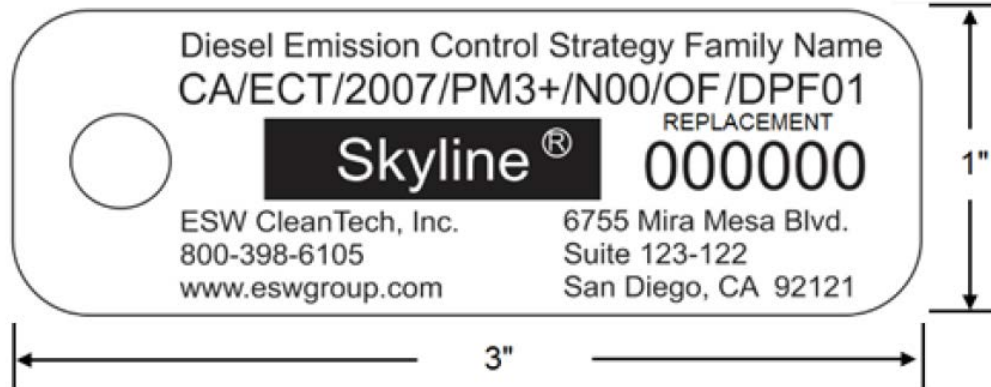 Diesel Emission Control Strategy Family Name
CA/ECT/2007/PM3+/N00/OF/DPF01
REPLACEMENT
Skyline ® 000000
ESW CleanTech, Inc. 6755 Mira Mesa Blvd.
800-398-6105 Suite 123-122
www.eswgroup.com San Diego, CA 92121
1"
3"